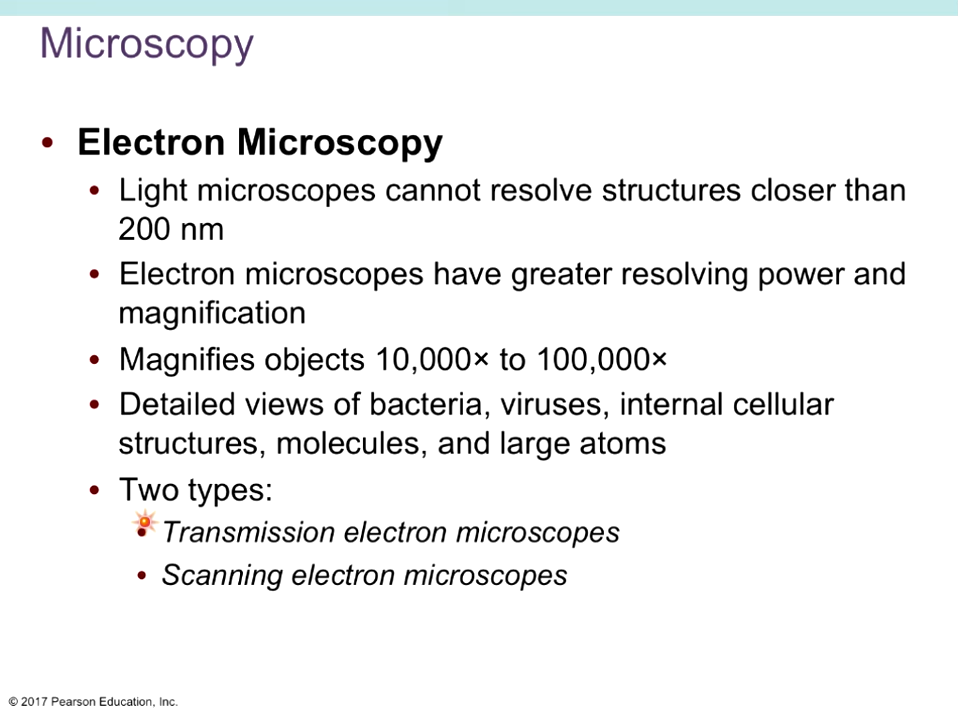 Microscopy
• Electron Microscopy
• Light microscopes cannot resolve structures closer than
200 nm
• Electron microscopes have greater resolving power and
magnification
• Magnifies objects 10,000× to 100,000×
• Detailed views of bacteria, viruses, internal cellular
structures, molecules, and large atoms
• Two types:
• Transmission electron microscopes
• Scanning electron microscopes
© 2017 Pearson Education, Inc.